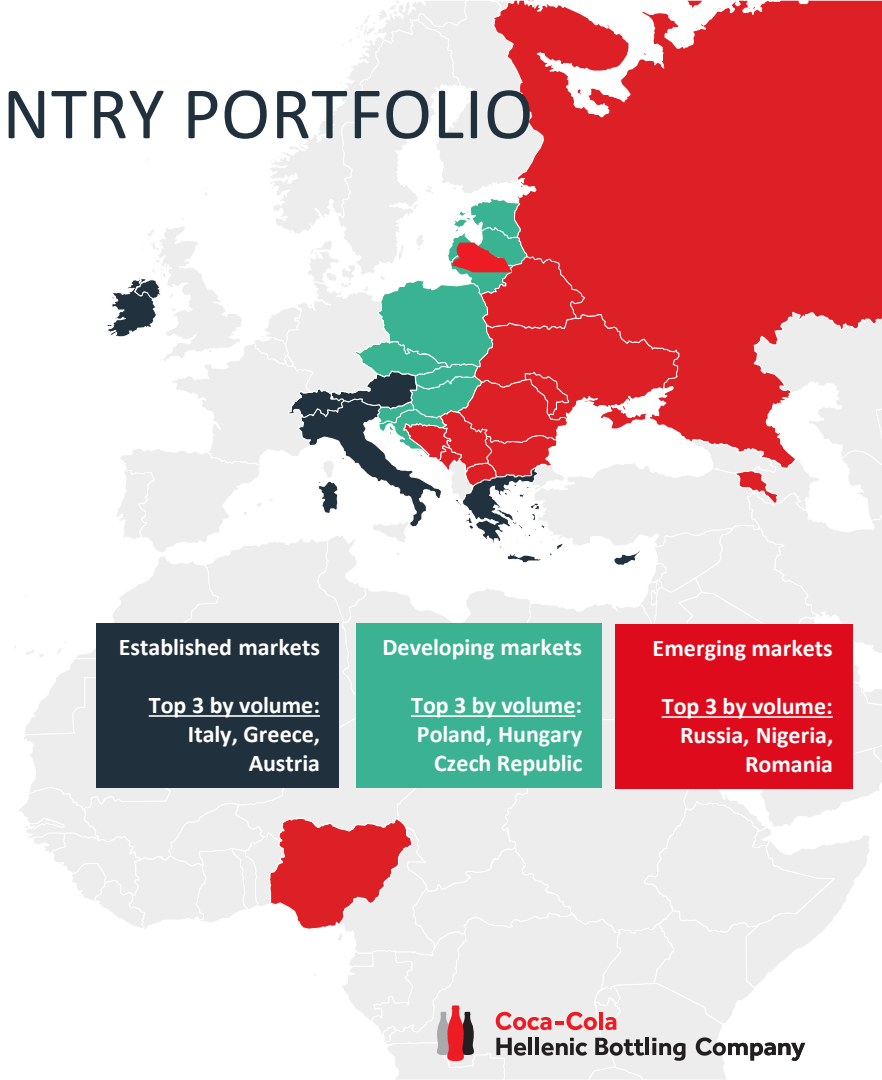 NTRY PORTFOLIO
Established markets
Top 3 by volume:
Italy, Greece,
Austria
Developing markets
Top 3 by volume:
Poland, Hungary
Czech Republic
Emerging markets
Top 3 by volume:
Russia, Nigeria,
Romania
Coca-Cola
Hellenic Bottling Company